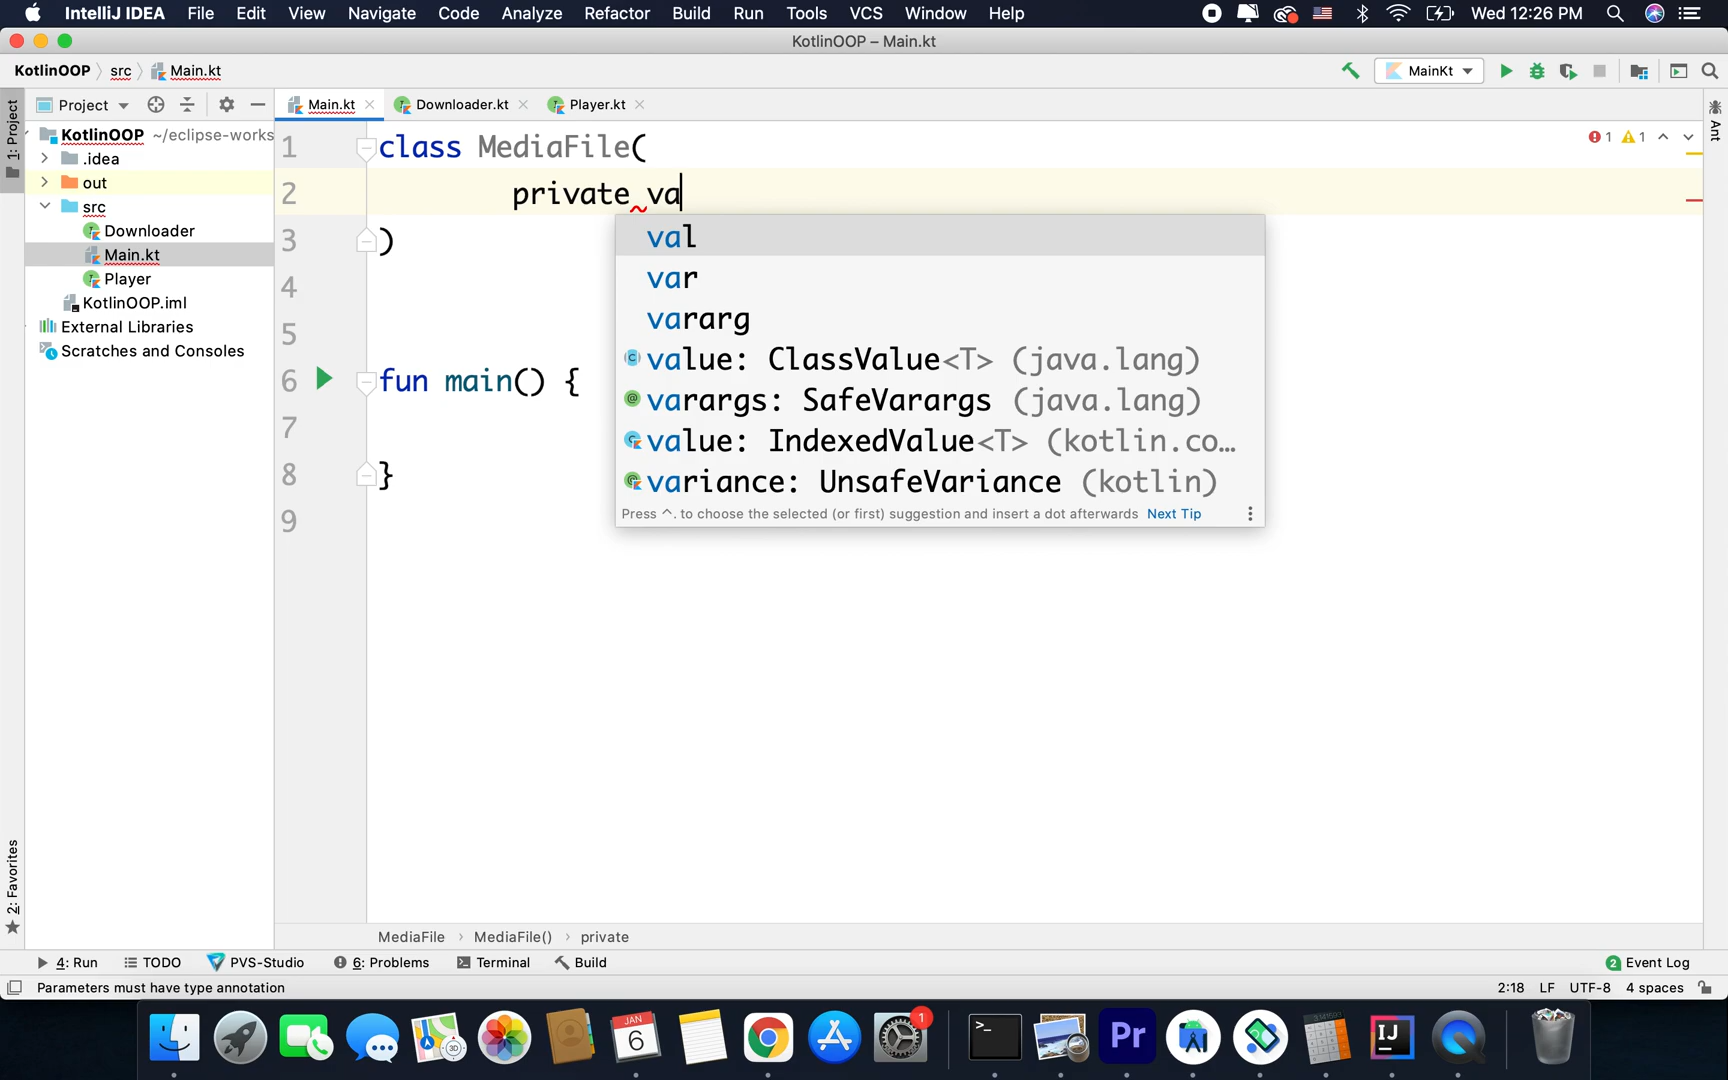 IntelliJ IDEA File Edit View Navigate Code Analyze Refactor Build Run Tools VCS Window Help Wed 12:26 PM
KotlinOOP – Main.kt
KotlinOOP src Main.kt MainKt
1: Project
Project
Main.kt Downloader.kt Player.kt
Ant
KotlinOOP ~/eclipse-works
.idea
out
src
Downloader
Main.kt
Player
KotlinOOP.iml
External Libraries
Scratches and Consoles
1 class MediaFile(
1 1
2 private va
3 )
4
5
6 fun main() {
7
8 }
9
val
var
vararg
value: ClassValue<T> (java.lang)
varargs: SafeVarargs (java.lang)
value: IndexedValue<T> (kotlin.co...
variance: UnsafeVariance (kotlin)
Press ^. to choose the selected (or first) suggestion and insert a dot afterwards Next Tip
2: Favorites
MediaFile MediaFile() private
4: Run TODO PVS-Studio 6: Problems Terminal Build 2 Event Log
Parameters must have type annotation 2:18 LF UTF-8 4 spaces
3D
JAN
6
1
Pr
IJ